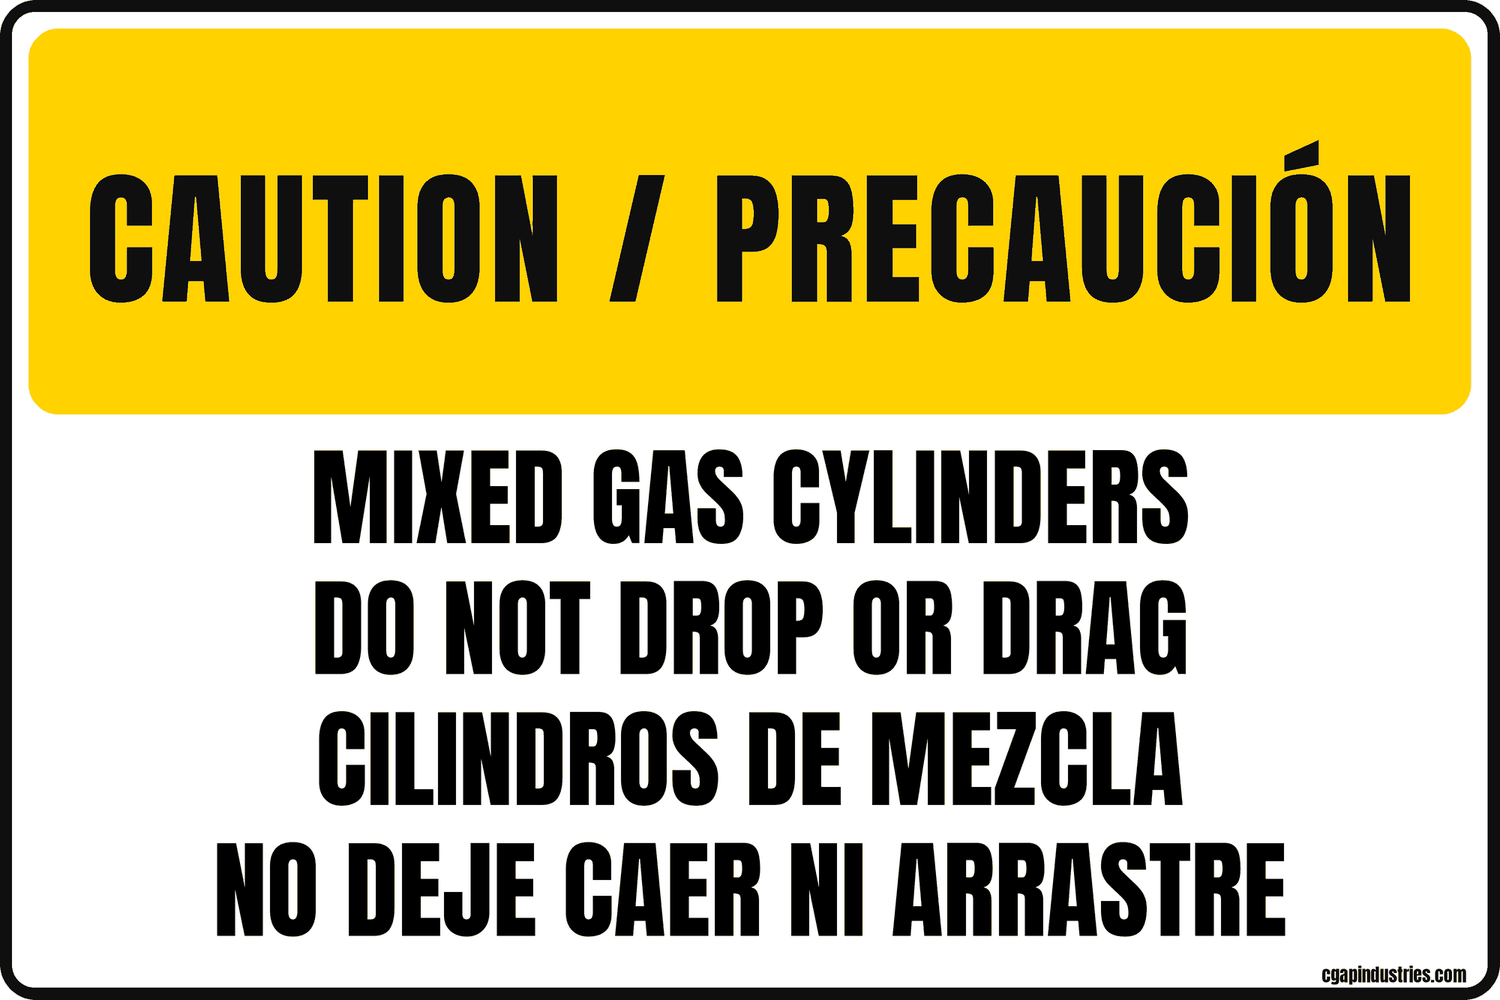 CAUTION / PRECAUCIÓN
MIXED GAS CYLINDERS
DO NOT DROP OR DRAG
CILINDROS DE MEZCLA
NO DEJE CAER NI ARRASTRE
cgapindustries.com